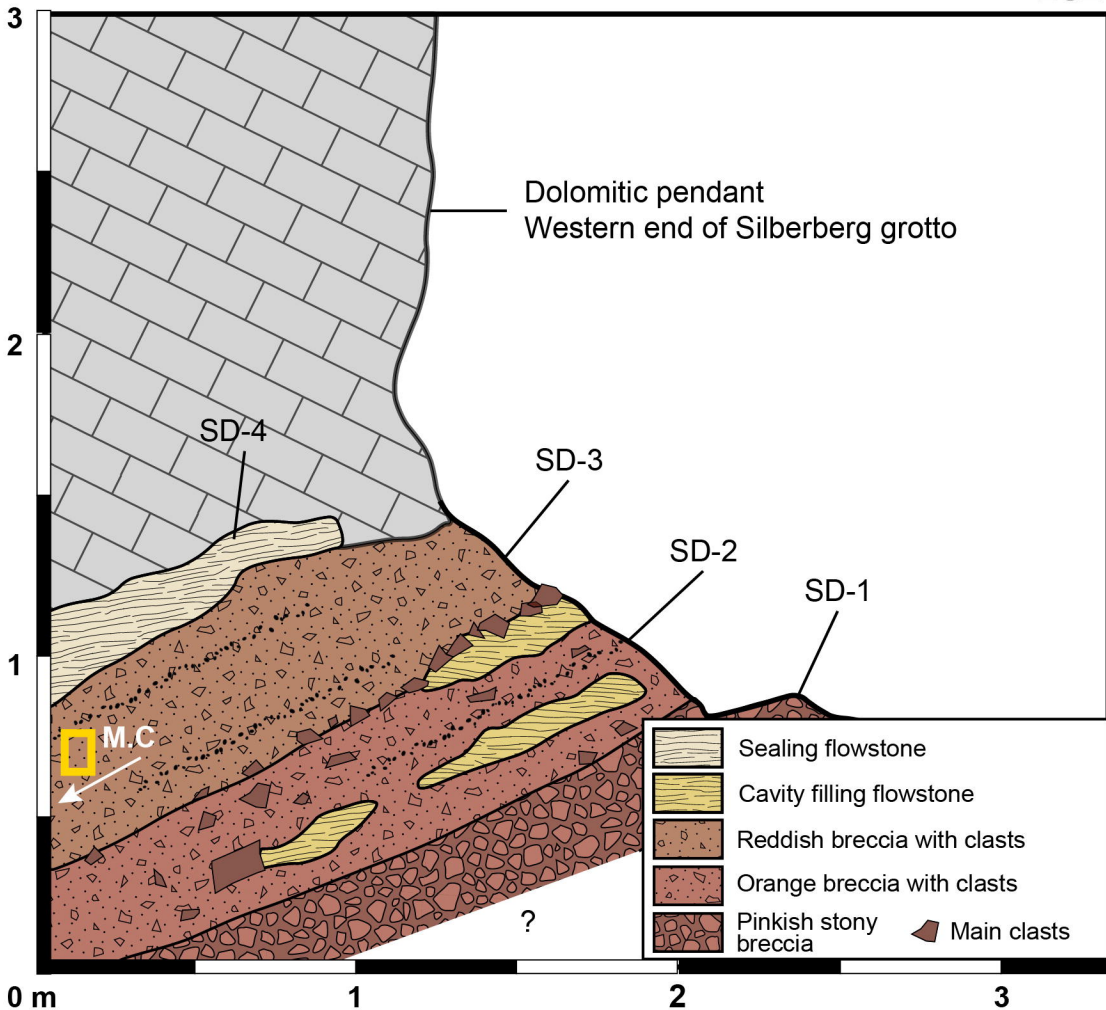 3
Dolomitic pendant
Western end of Silberberg grotto
2
SD-4
SD-3
SD-2
SD-1
1
M.C
Sealing flowstone
Cavity filling flowstone
Reddish breccia with clasts
Orange breccia with clasts
Pinkish stony
breccia
Main clasts
?
0 m
1
2
3